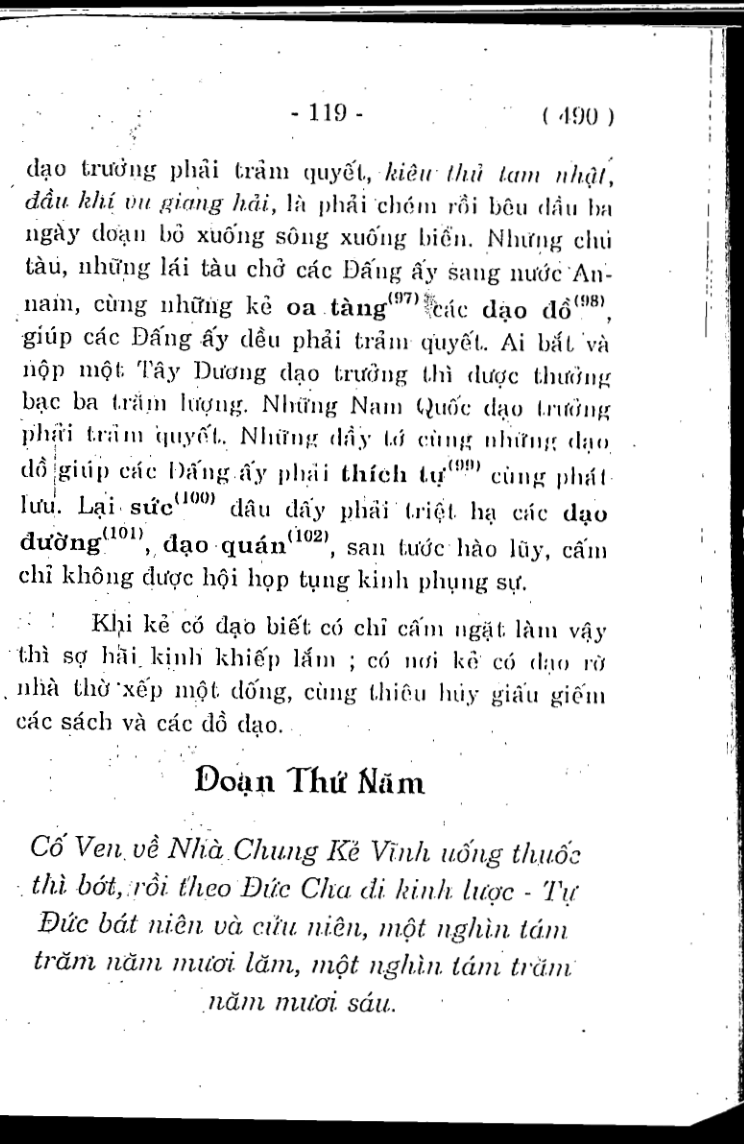 - 119 - ( 490 )
đạo trưởng phải trảm quyết, kiêu thủ tam nhật,
đầu khí vu giang hải, là phải chém rồi bêu đầu ba
ngày đoạn bỏ xuống sông xuống biển. Nhưng chủ
tàu, những lái tàu chở các Đấng ấy sang nước An-
nam, cùng những kẻ oa tàng(97) các đạo đồ(98),
giúp các Đấng ấy đều phải trảm quyết. Ai bắt và
nộp một Tây Dương đạo trưởng thì được thưởng
bạc ba trăm lượng. Những Nam Quốc đạo trưởng
phải trảm quyết. Những đầy tớ cùng những đạo
đồ giúp các Đấng ấy phải thích tự(99) cùng phát
lưu. Lại sức(100) đâu đấy phải triệt hạ các đạo
đường(101), đạo quán(102), san tước hào lũy, cấm
chỉ không được hội họp tụng kinh phụng sự.
Khi kẻ có đạo biết có chỉ cấm ngặt làm vậy
thì sợ hãi kinh khiếp lắm ; có nơi kẻ có đạo rờ
nhà thờ xếp một đống, cùng thiêu hủy giấu giếm
các sách và các đồ đạo.
Đoạn Thứ Năm
Cố Ven về Nhà Chung Kẻ Vĩnh uống thuốc
thì bớt, rồi theo Đức Cha đi kinh lược - Tự
Đức bát niên và cửu niên, một nghìn tám
trăm năm mươi lăm, một nghìn tám trăm
năm mươi sáu.